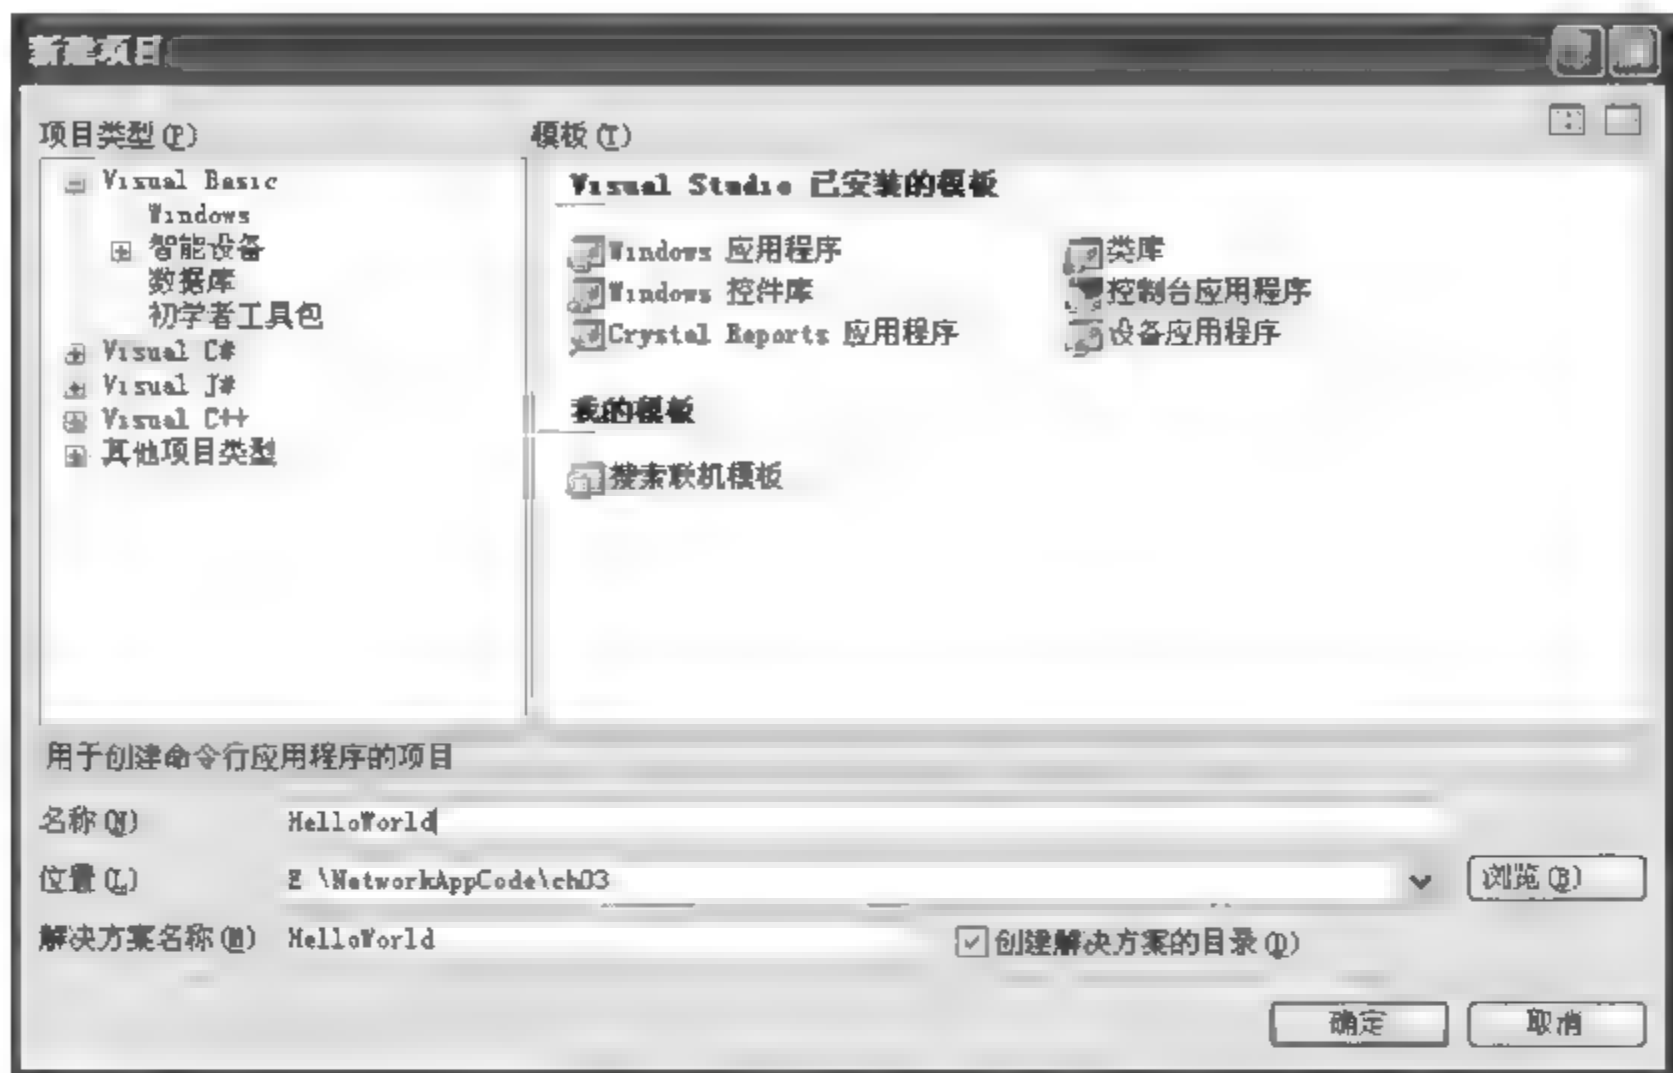 新建项目
项目类型(P)
模板(T)
Visual Basic
Windows
智能设备
数据库
初学者工具包
Visual C#
Visual J#
Visual C++
其他项目类型
Visual Studio 已安装的模板
Windows 应用程序
类库
Windows 控件库
控制台应用程序
Crystal Reports 应用程序
设备应用程序
我的模板
搜索联机模板
用于创建命令行应用程序的项目
名称(N)
HelloWorld
位置(L)
E \NetworkAppCode\ch03
浏览(B)
解决方案名称(M)
HelloWorld
创建解决方案的目录(D)
确定
取消